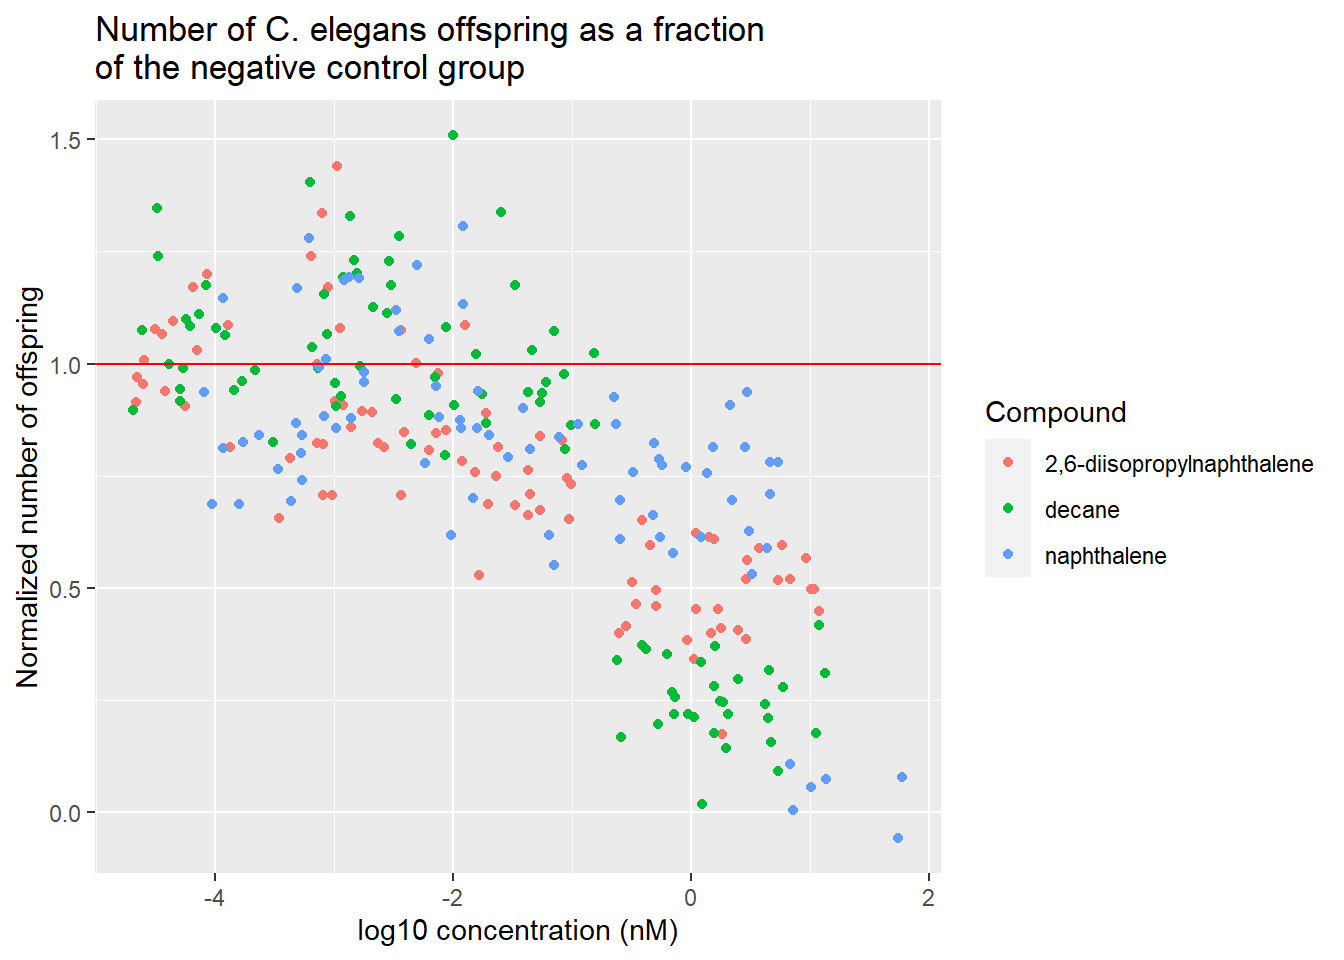 Number of C. elegans offspring as a fraction
of the negative control group
Normalized number of offspring
1.5
1.0
0.5
0.0
-4
-2
0
2
log10 concentration (nM)
Compound
2,6-diisopropylnaphthalene
decane
naphthalene